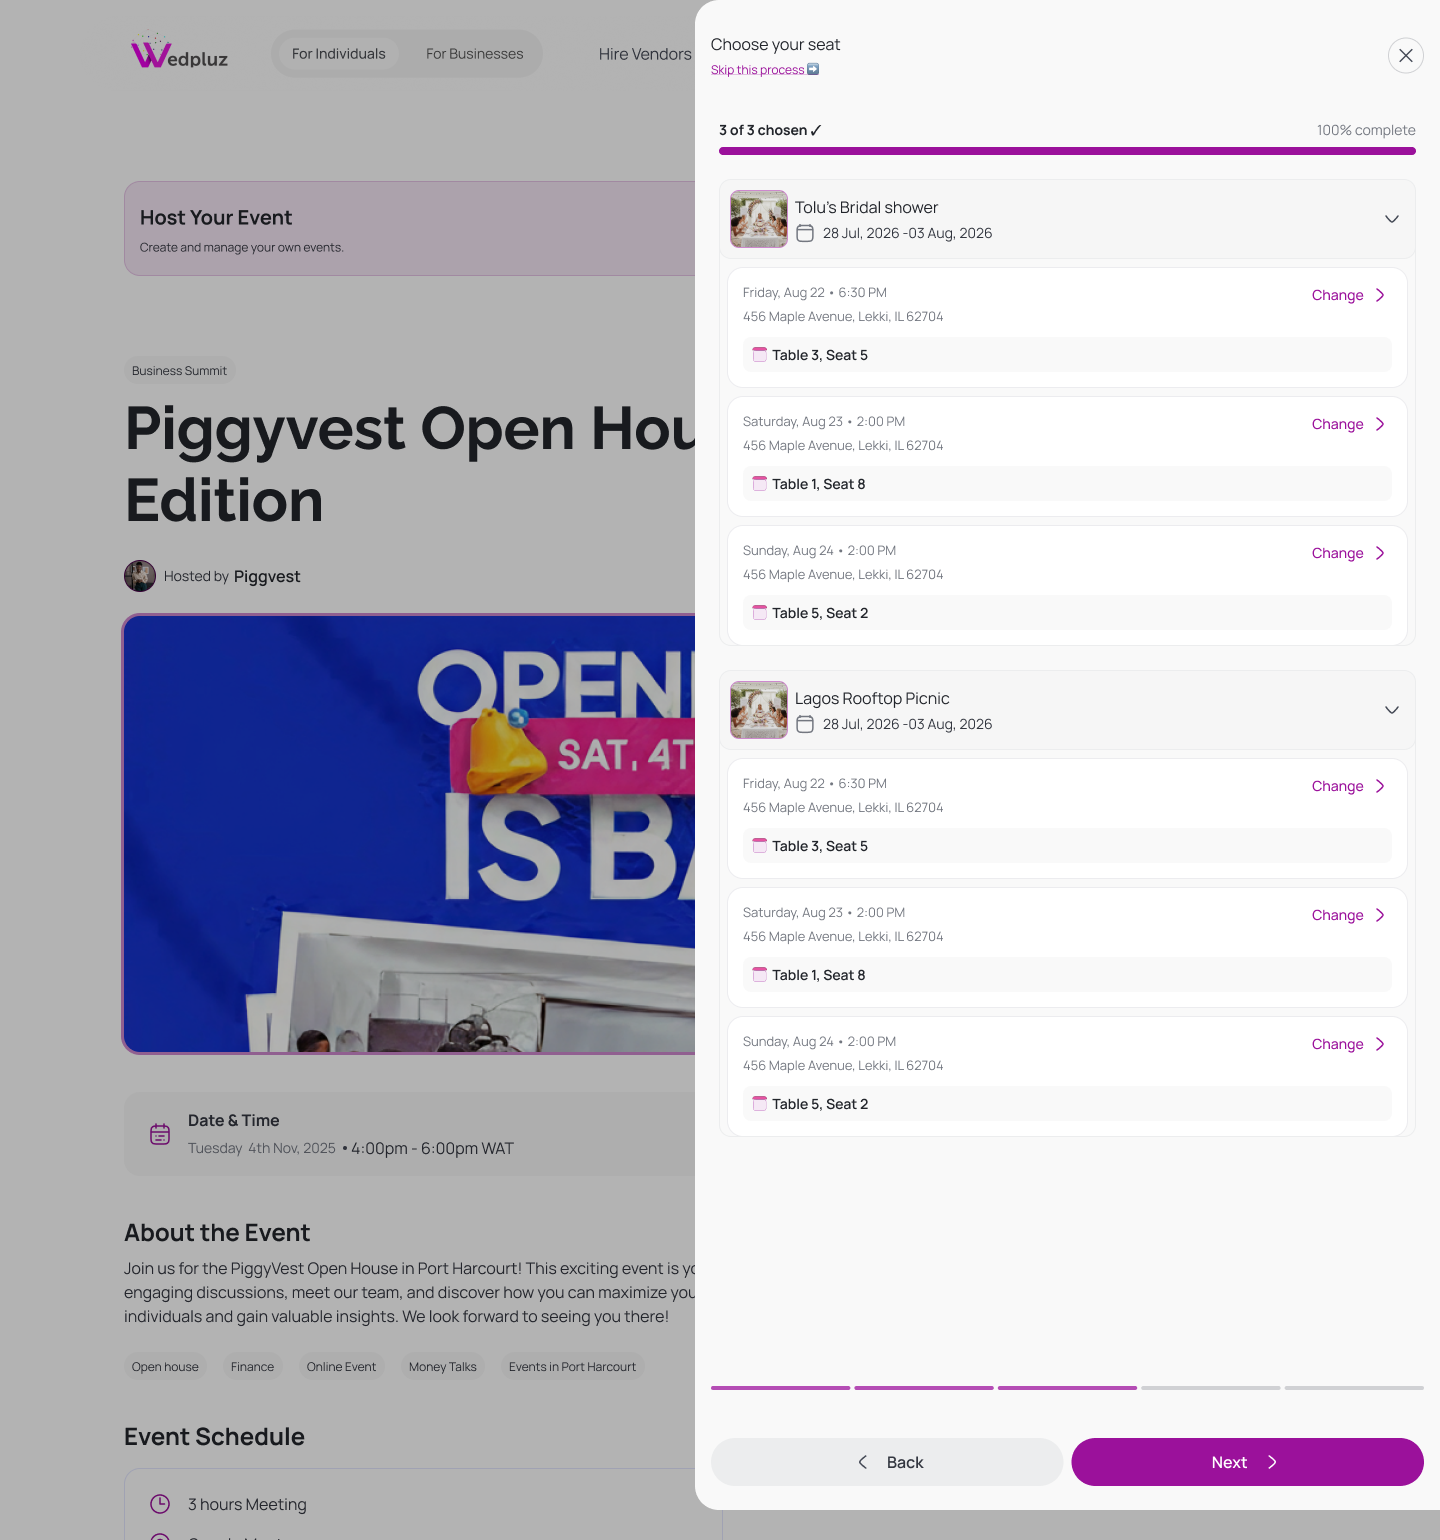 Wedpluz
For Individuals
For Businesses
Hire Vendors
Host Your Event
Create and manage your own events.
Business Summit
Piggyvest Open Hou
Edition
Hosted by Piggvest
OPEN
SAT, 4T
IS BA
Date & Time
Tuesday 4th Nov, 2025 • 4:00pm - 6:00pm WAT
About the Event
Join us for the PiggyVest Open House in Port Harcourt! This exciting event is yo
engaging discussions, meet our team, and discover how you can maximize you
individuals and gain valuable insights. We look forward to seeing you there!
Open house
Finance
Online Event
Money Talks
Events in Port Harcourt
Event Schedule
3 hours Meeting
Choose your seat
Skip this process ➡
3 of 3 chosen ✓
100% complete
Tolu's Bridal shower
28 Jul, 2026 -03 Aug, 2026
Friday, Aug 22 • 6:30 PM
Change
456 Maple Avenue, Lekki, IL 62704
Table 3, Seat 5
Saturday, Aug 23 • 2:00 PM
Change
456 Maple Avenue, Lekki, IL 62704
Table 1, Seat 8
Sunday, Aug 24 • 2:00 PM
Change
456 Maple Avenue, Lekki, IL 62704
Table 5, Seat 2
Lagos Rooftop Picnic
28 Jul, 2026 -03 Aug, 2026
Friday, Aug 22 • 6:30 PM
Change
456 Maple Avenue, Lekki, IL 62704
Table 3, Seat 5
Saturday, Aug 23 • 2:00 PM
Change
456 Maple Avenue, Lekki, IL 62704
Table 1, Seat 8
Sunday, Aug 24 • 2:00 PM
Change
456 Maple Avenue, Lekki, IL 62704
Table 5, Seat 2
Back
Next